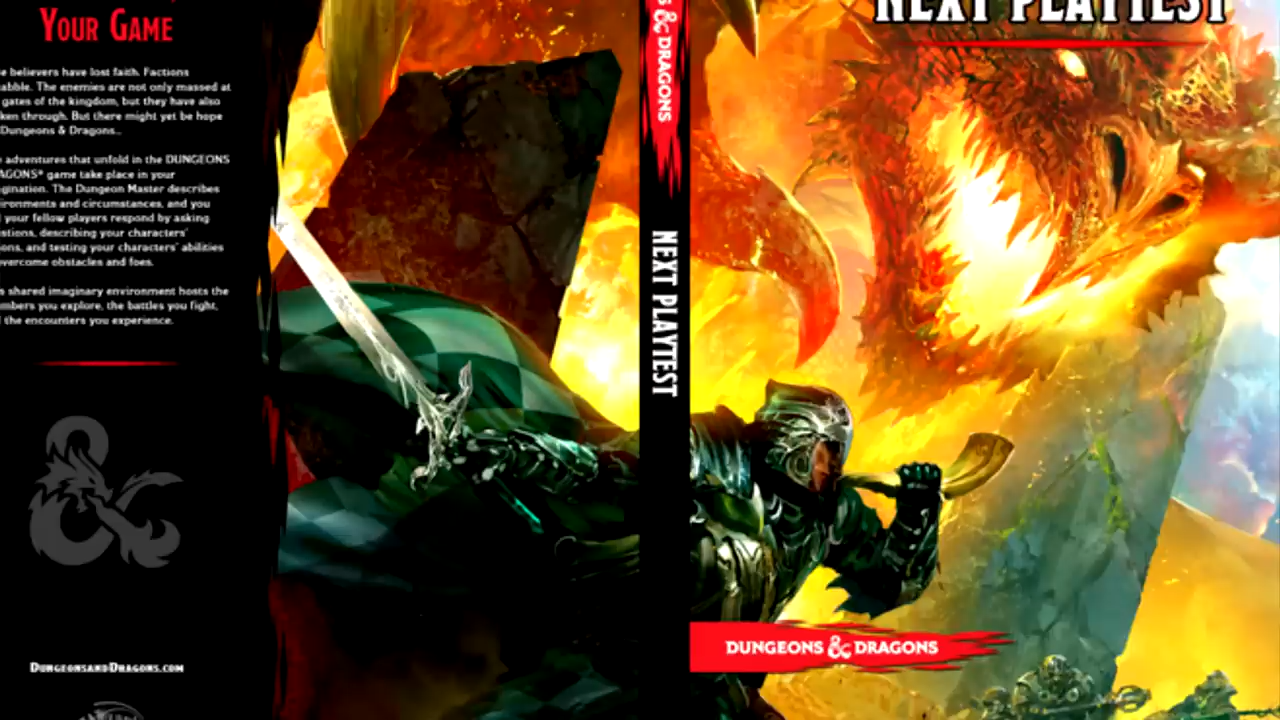 YOUR GAME
e believers have lost faith. Factions
abble. The enemies are not only massed at
gates of the kingdom, but they have also
ken through. But there might yet be hope
Dungeons & Dragons...
adventures that unfold in the DUNGEONS
AGONS® game take place in your
gination. The Dungeon Master describes
ironments and circumstances, and you
your fellow players respond by asking
stions, describing your characters'
ons, and testing your characters' abilities
vercome obstacles and foes.
s shared imaginary environment hosts the
mbers you explore, the battles you fight,
the encounters you experience.
&
DUNGEONSANDDRAGONS.COM
S & DRAGONS
NEXT PLAYTEST
NEXT PLAYTEST
DUNGEONS & DRAGONS